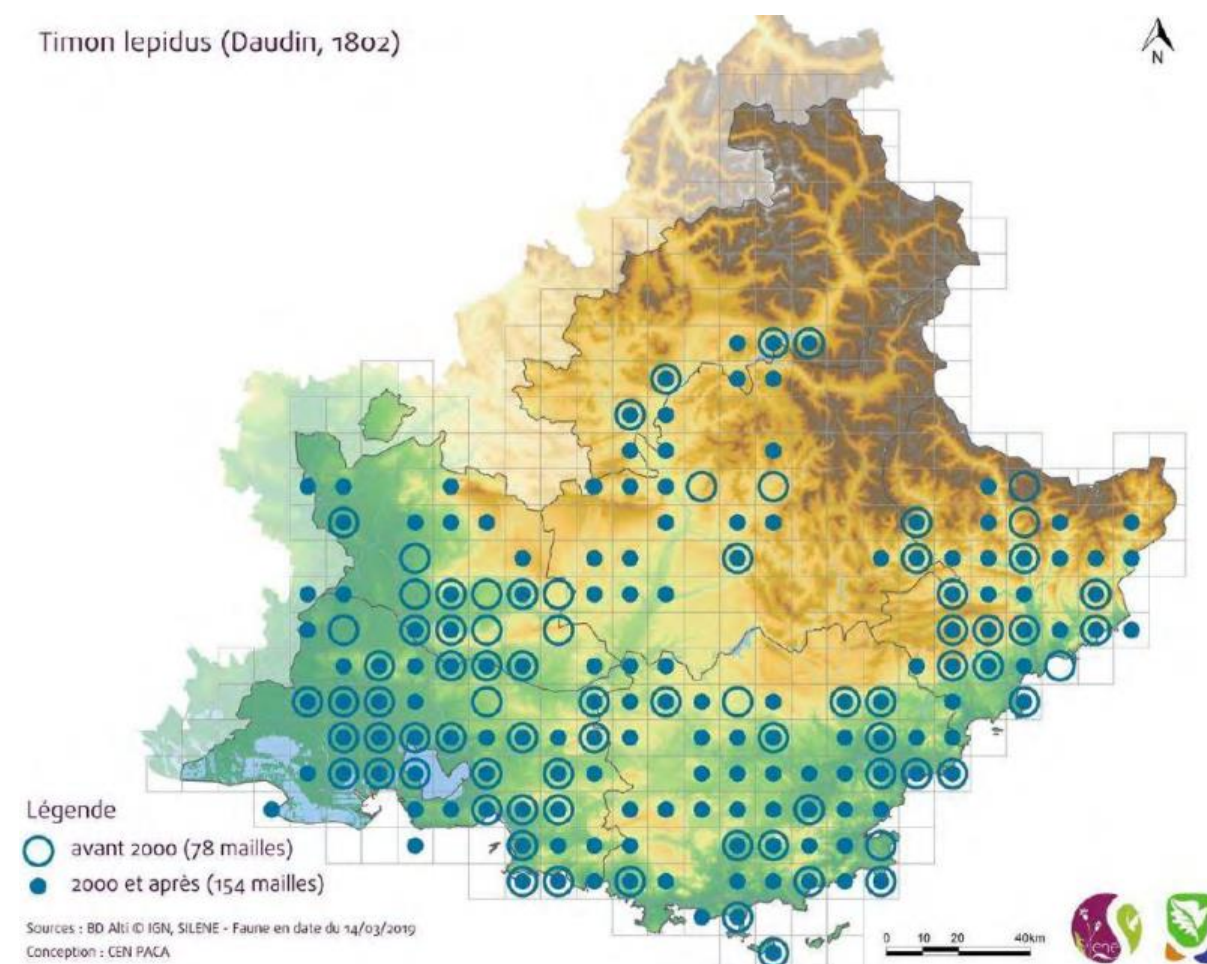 Timon lepidus (Daudin, 1802)
N
Légende
avant 2000 (78 mailles)
2000 et après (154 mailles)
Sources : BD Alti © IGN, SILENE - Faune en date du 14/03/2019
Conception : CEN PACA
0 10 20 40km
Silene